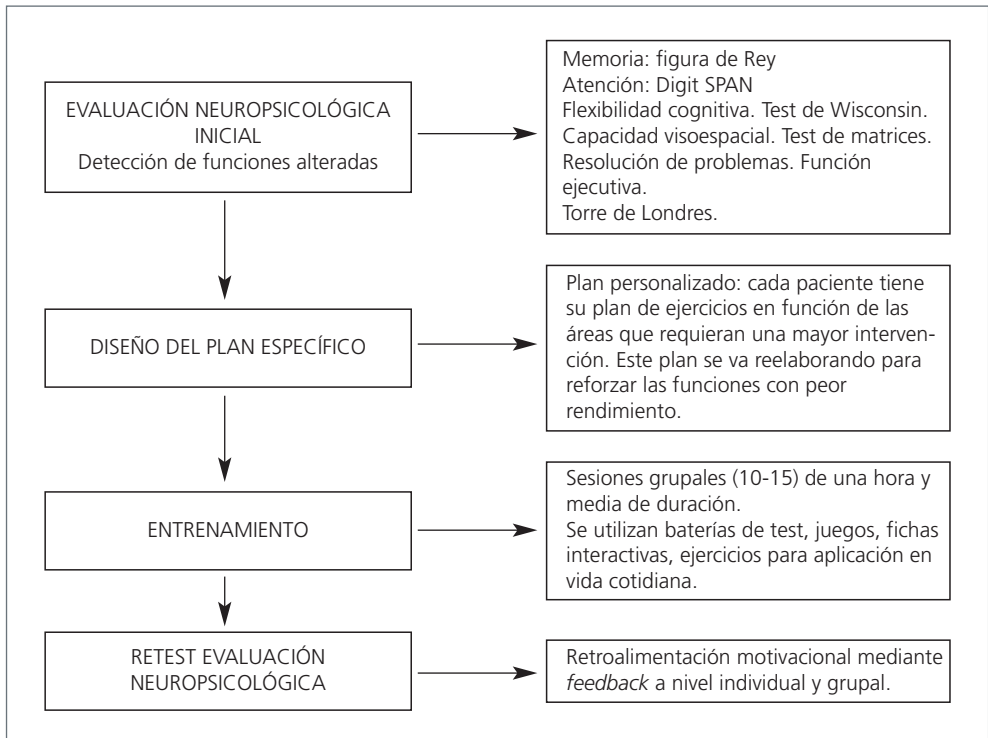 EVALUACIÓN NEUROPSICOLÓGICA
INICIAL
Detección de funciones alteradas
Memoria: figura de Rey
Atención: Digit SPAN
Flexibilidad cognitiva. Test de Wisconsin.
Capacidad visoespacial. Test de matrices.
Resolución de problemas. Función
ejecutiva.
Torre de Londres.
DISEÑO DEL PLAN ESPECÍFICO
Plan personalizado: cada paciente tiene
su plan de ejercicios en función de las
áreas que requieran una mayor interven-
ción. Este plan se va reelaborando para
reforzar las funciones con peor
rendimiento.
ENTRENAMIENTO
Sesiones grupales (10-15) de una hora y
media de duración.
Se utilizan baterías de test, juegos, fichas
interactivas, ejercicios para aplicación en
vida cotidiana.
RETEST EVALUACIÓN
NEUROPSICOLÓGICA
Retroalimentación motivacional mediante
feedback a nivel individual y grupal.